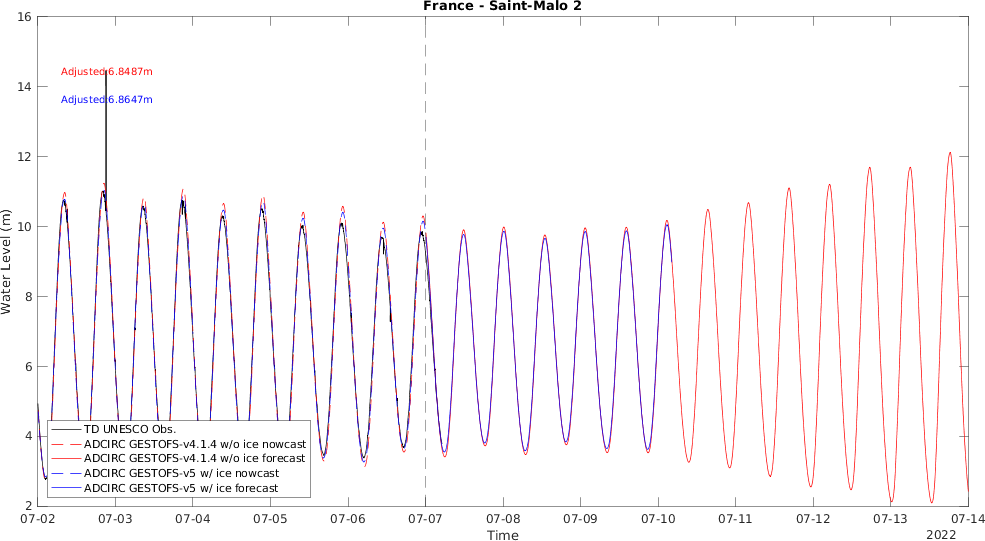 France - Saint-Malo 2
16
14
12
10
8
6
4
2
Water Level (m)
Adjusted:6.8487m
Adjusted:6.8647m
TD UNESCO Obs.
ADCIRC GESTOFS-v4.1.4 w/o ice nowcast
ADCIRC GESTOFS-v4.1.4 w/o ice forecast
ADCIRC GESTOFS-v5 w/ ice nowcast
ADCIRC GESTOFS-v5 w/ ice forecast
07-02 07-03 07-04 07-05 07-06 07-07 07-08 07-09 07-10 07-11 07-12 07-13 07-14
Time
2022